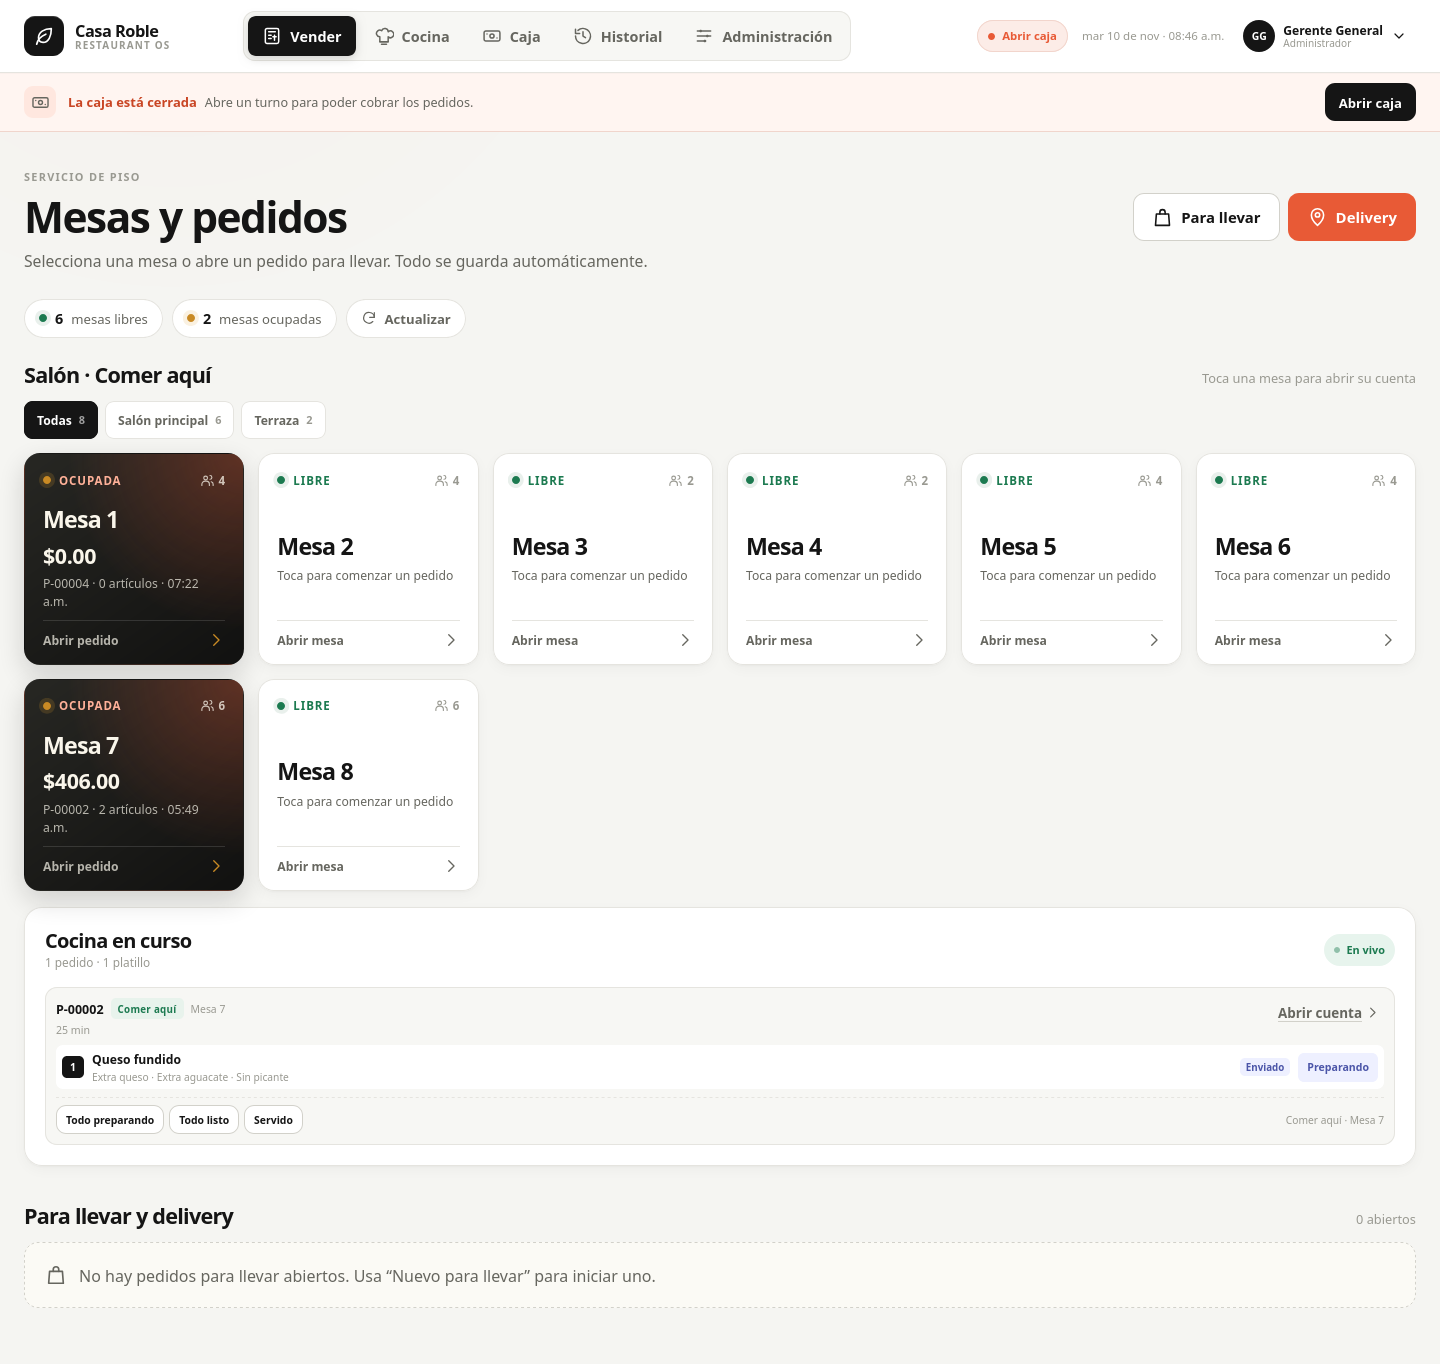 Casa Roble
RESTAURANT OS
Vender
Cocina
Caja
Historial
Administración
Abrir caja
mar 10 de nov · 08:46 a.m.
GG
Gerente General
Administrador
La caja está cerrada Abre un turno para poder cobrar los pedidos.
Abrir caja
SERVICIO DE PISO
Mesas y pedidos
Selecciona una mesa o abre un pedido para llevar. Todo se guarda automáticamente.
Para llevar
Delivery
6 mesas libres
2 mesas ocupadas
Actualizar
Salón · Comer aquí
Toca una mesa para abrir su cuenta
Todas 8
Salón principal 6
Terraza 2
OCUPADA 4
Mesa 1
$0.00
P-00004 · 0 artículos · 07:22
a.m.
Abrir pedido
LIBRE 4
Mesa 2
Toca para comenzar un pedido
Abrir mesa
LIBRE 2
Mesa 3
Toca para comenzar un pedido
Abrir mesa
LIBRE 2
Mesa 4
Toca para comenzar un pedido
Abrir mesa
LIBRE 4
Mesa 5
Toca para comenzar un pedido
Abrir mesa
LIBRE 4
Mesa 6
Toca para comenzar un pedido
Abrir mesa
OCUPADA 6
Mesa 7
$406.00
P-00002 · 2 artículos · 05:49
a.m.
Abrir pedido
LIBRE 6
Mesa 8
Toca para comenzar un pedido
Abrir mesa
Cocina en curso
1 pedido · 1 platillo
En vivo
P-00002 Comer aquí Mesa 7
25 min
Abrir cuenta
1 Queso fundido
Extra queso · Extra aguacate · Sin picante
Enviado
Preparando
Todo preparando
Todo listo
Servido
Comer aquí · Mesa 7
Para llevar y delivery
0 abiertos
No hay pedidos para llevar abiertos. Usa “Nuevo para llevar” para iniciar uno.